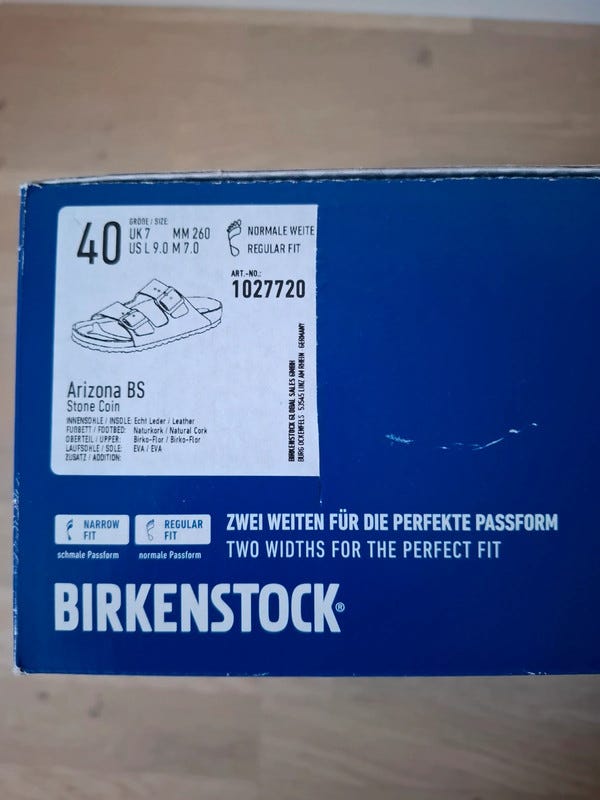 40
GRÖßE / SIZE
UK 7 MM 260
US L 9.0 M 7.0
NORMALE WEITE
REGULAR FIT
ART.-NO.:
1027720
Arizona BS
Stone Coin
INNENSOHLE / INSOLE: Echt Leder / Leather
FUßBETT / FOOTBED: Naturkork / Natural Cork
OBERTEIL / UPPER: Birko-Flor / Birko-Flor
LAUFSOHLE / SOLE: EVA / EVA
ZUSATZ / ADDITION:
BIRKENSTOCK GLOBAL SALES GMBH
BURG OCKENFELS 53545 LINZ AM RHEIN GERMANY
NARROW FIT
schmale Passform
REGULAR FIT
normale Passform
ZWEI WEITEN FÜR DIE PERFEKTE PASSFORM
TWO WIDTHS FOR THE PERFECT FIT
BIRKENSTOCK®